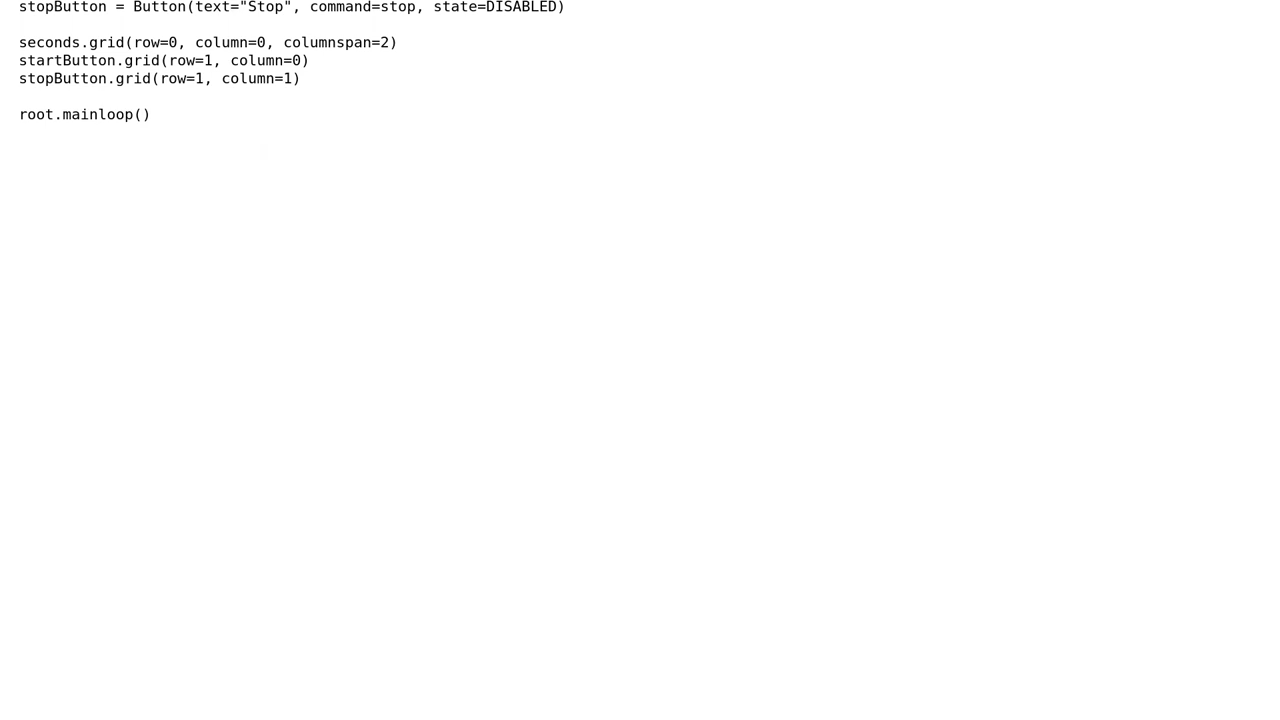 stopButton = Button(text="Stop", command=stop, state=DISABLED)
seconds.grid(row=0, column=0, columnspan=2)
startButton.grid(row=1, column=0)
stopButton.grid(row=1, column=1)
root.mainloop()